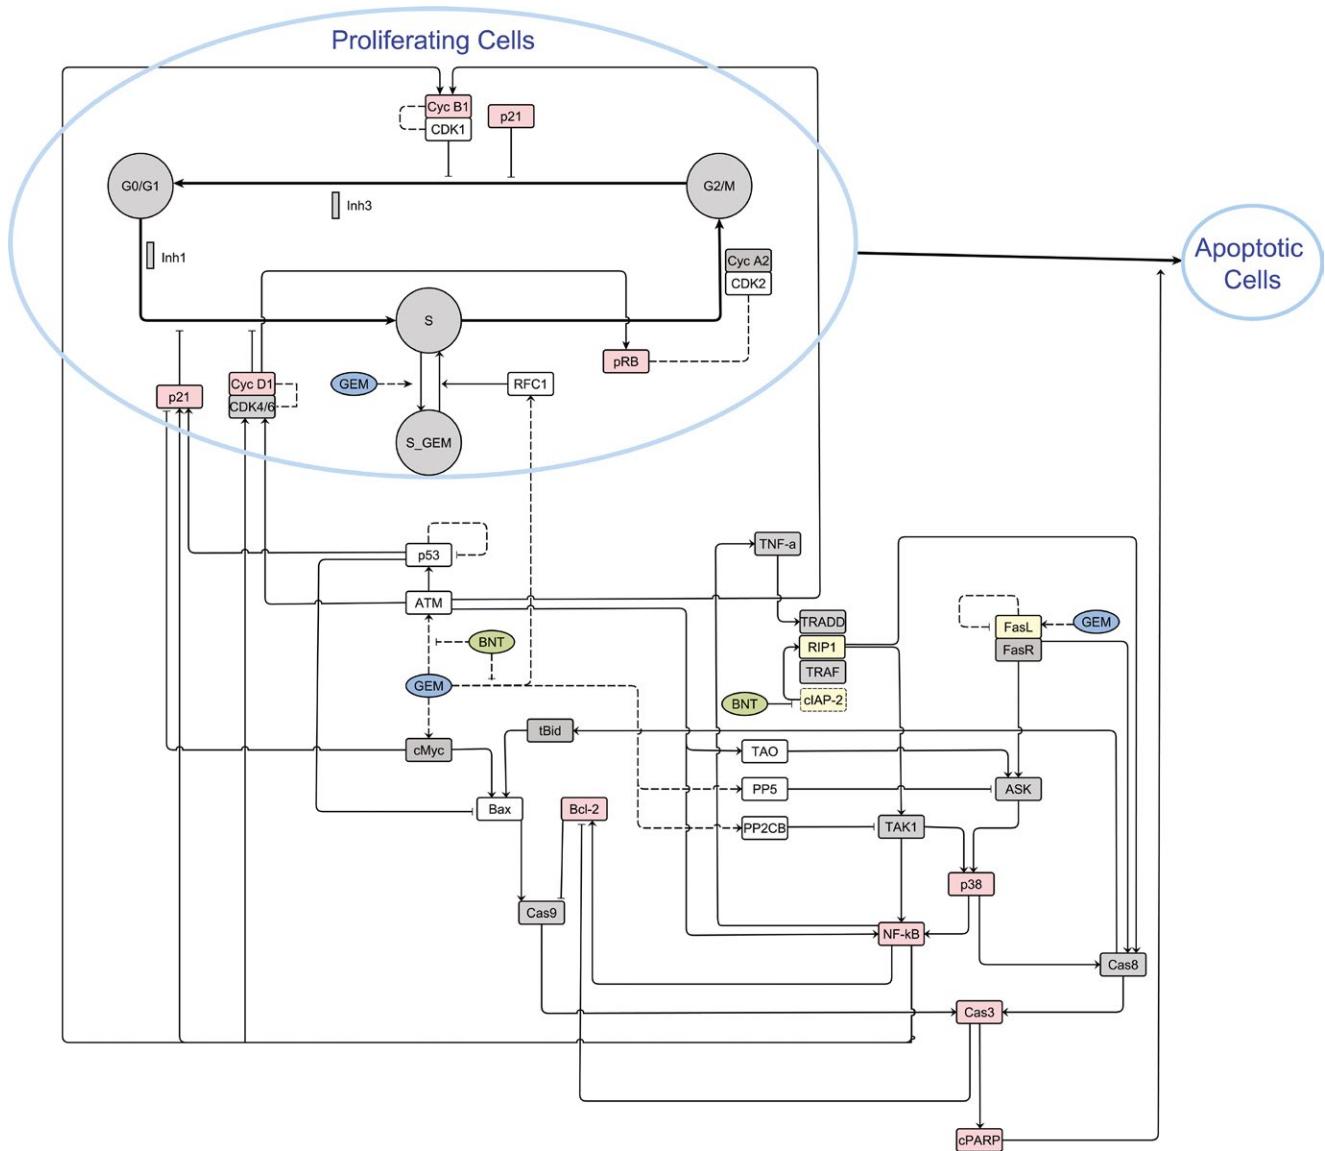 Proliferating Cells
Cyc B1
p21
CDK1
G0/G1
G2/M
Inh3
Apoptotic
Cells
Inh1
Cyc A2
CDK2
S
pRB
GEM
RFC1
Cyc D1
p21
CDK4/6
S_GEM
TNF-a
p53
ATM
TRADD
FasL
GEM
BNT
RIP1
FasR
TRAF
GEM
cIAP-2
BNT
tBid
cMyc
TAO
PP5
ASK
Bax
Bcl-2
PP2CB
TAK1
p38
Cas9
NF-kB
Cas8
Cas3
cPARP